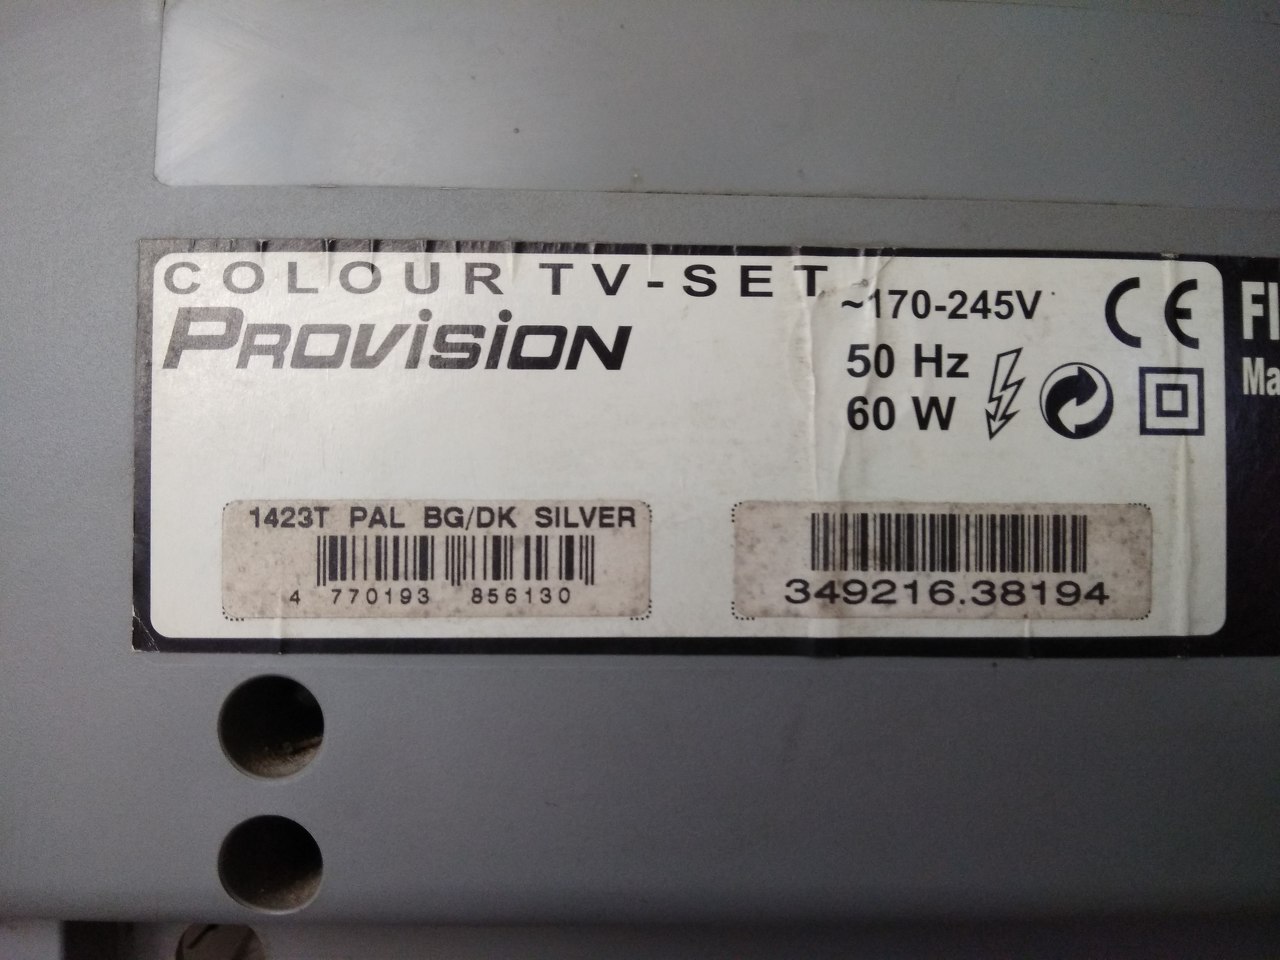 COLOUR TV-SET
PROVISION
~170-245V
50 Hz
60 W
CE
1423T PAL BG/DK SILVER
4 770193 856130
349216.38194
Ma